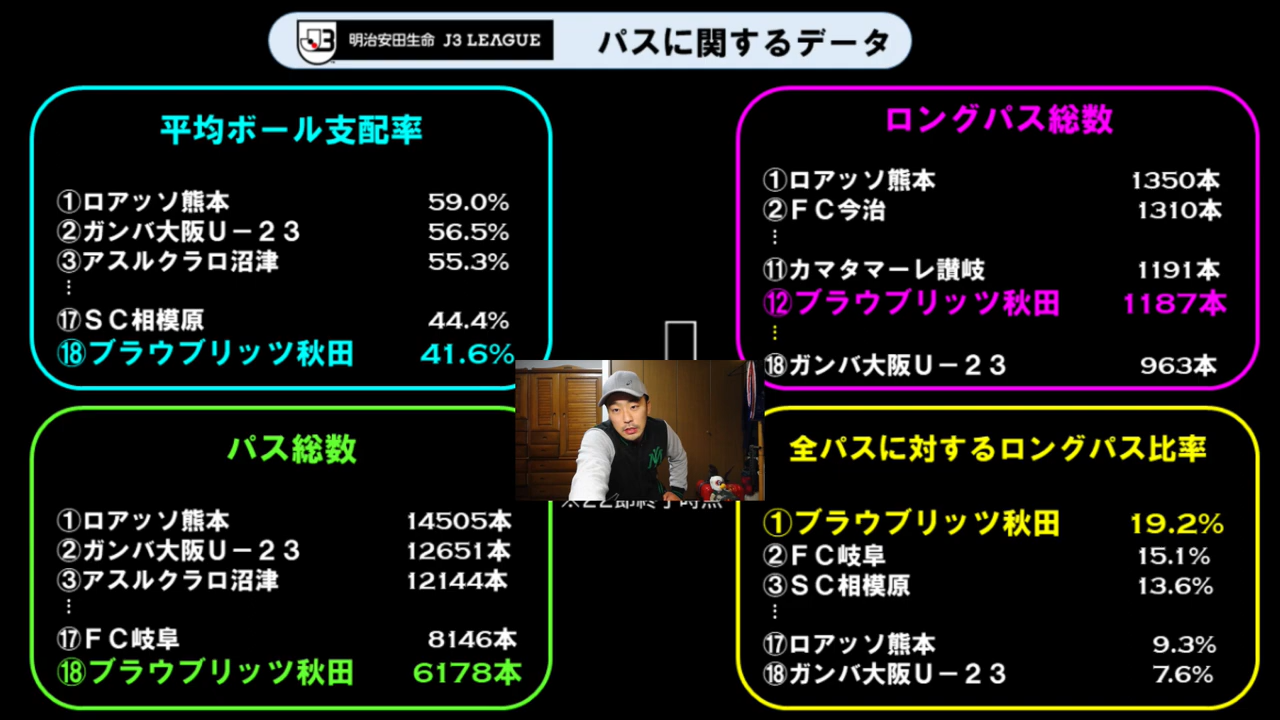 明治安田生命 J3 LEAGUE パスに関するデータ
平均ボール支配率
①ロアッソ熊本 59.0%
②ガンバ大阪U－23 56.5%
③アスルクラロ沼津 55.3%
⋮
⑰SC相模原 44.4%
⑱ブラウブリッツ秋田 41.6%
ロングパス総数
①ロアッソ熊本 1350本
②FC今治 1310本
⋮
⑪カマタマーレ讃岐 1191本
⑫ブラウブリッツ秋田 1187本
⋮
⑱ガンバ大阪U－23 963本
パス総数
①ロアッソ熊本 14505本
②ガンバ大阪U－23 12651本
③アスルクラロ沼津 12144本
⋮
⑰FC岐阜 8146本
⑱ブラウブリッツ秋田 6178本
※22節終了時点
全パスに対するロングパス比率
①ブラウブリッツ秋田 19.2%
②FC岐阜 15.1%
③SC相模原 13.6%
⋮
⑰ロアッソ熊本 9.3%
⑱ガンバ大阪U－23 7.6%